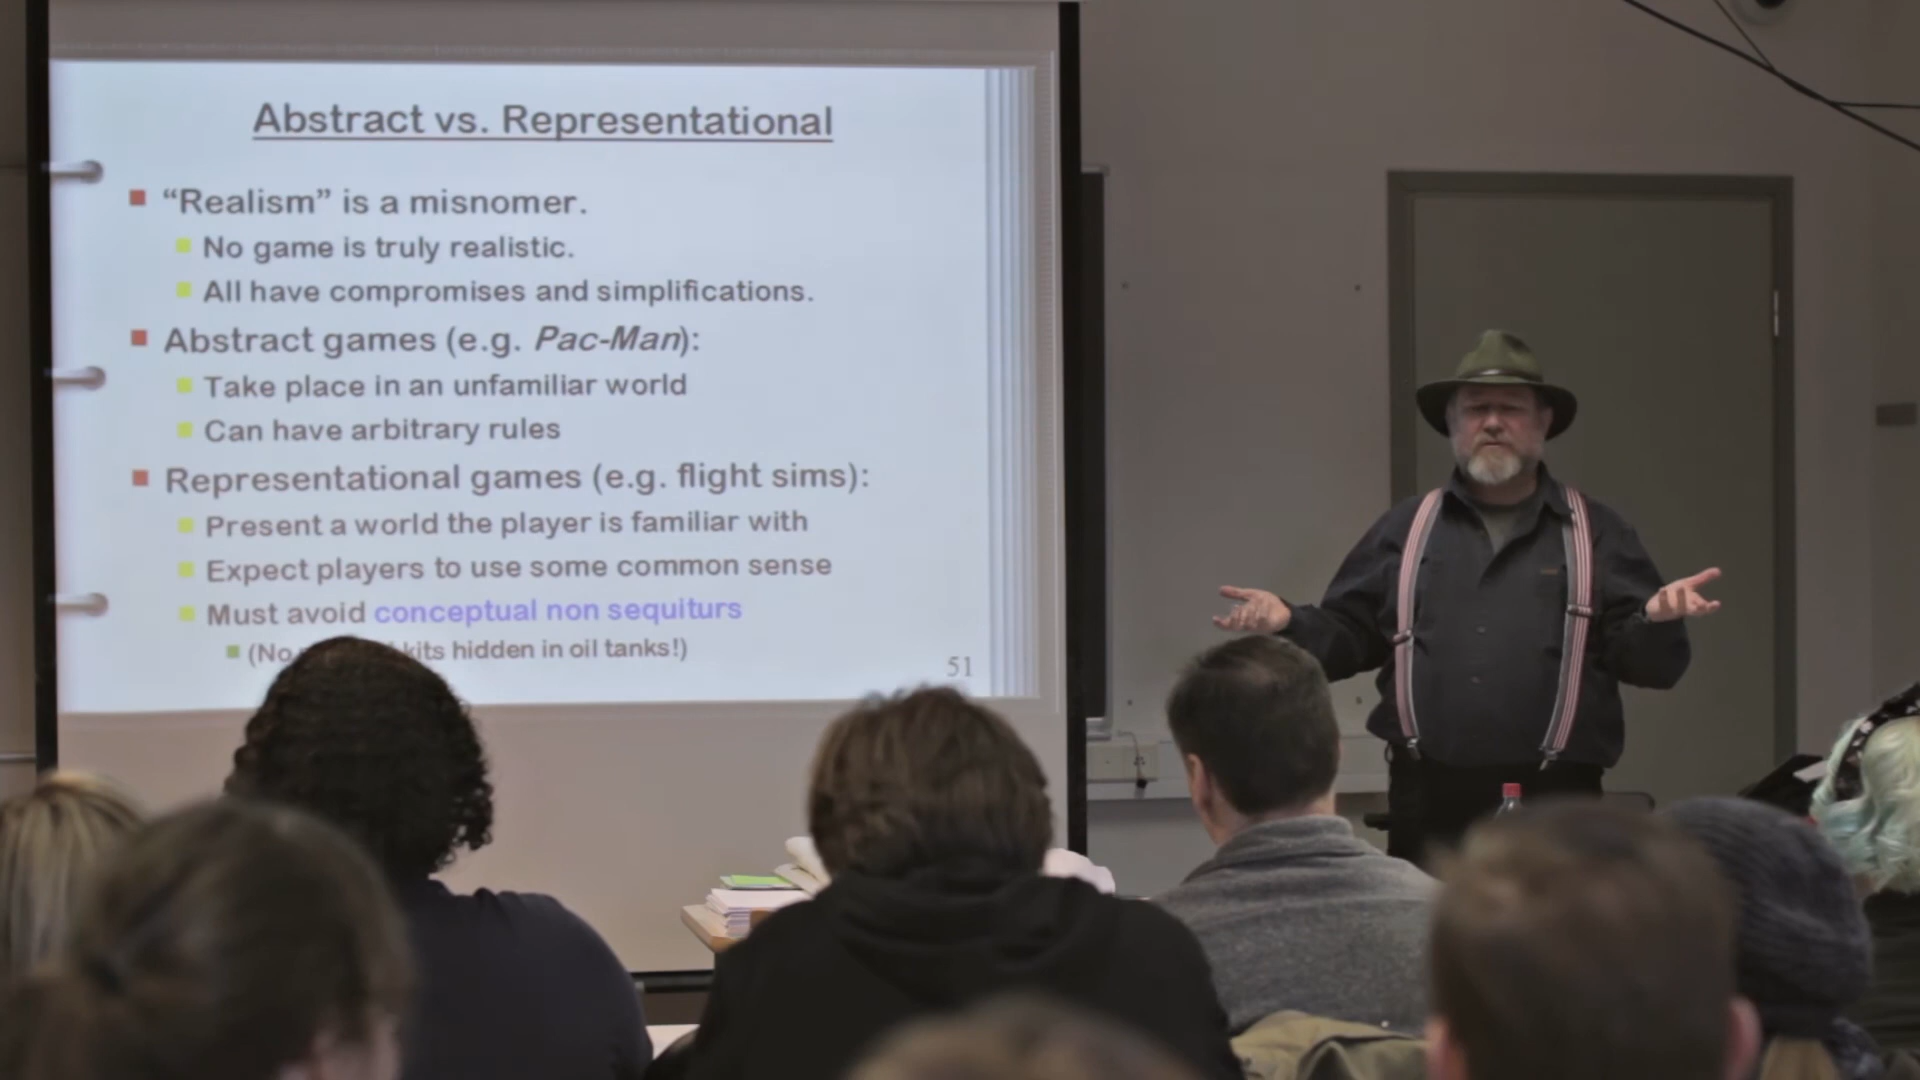 Abstract vs. Representational
“Realism” is a misnomer.
No game is truly realistic.
All have compromises and simplifications.
Abstract games (e.g. Pac-Man):
Take place in an unfamiliar world
Can have arbitrary rules
Representational games (e.g. flight sims):
Present a world the player is familiar with
Expect players to use some common sense
Must avoid conceptual non sequiturs
(No kits hidden in oil tanks!)
51